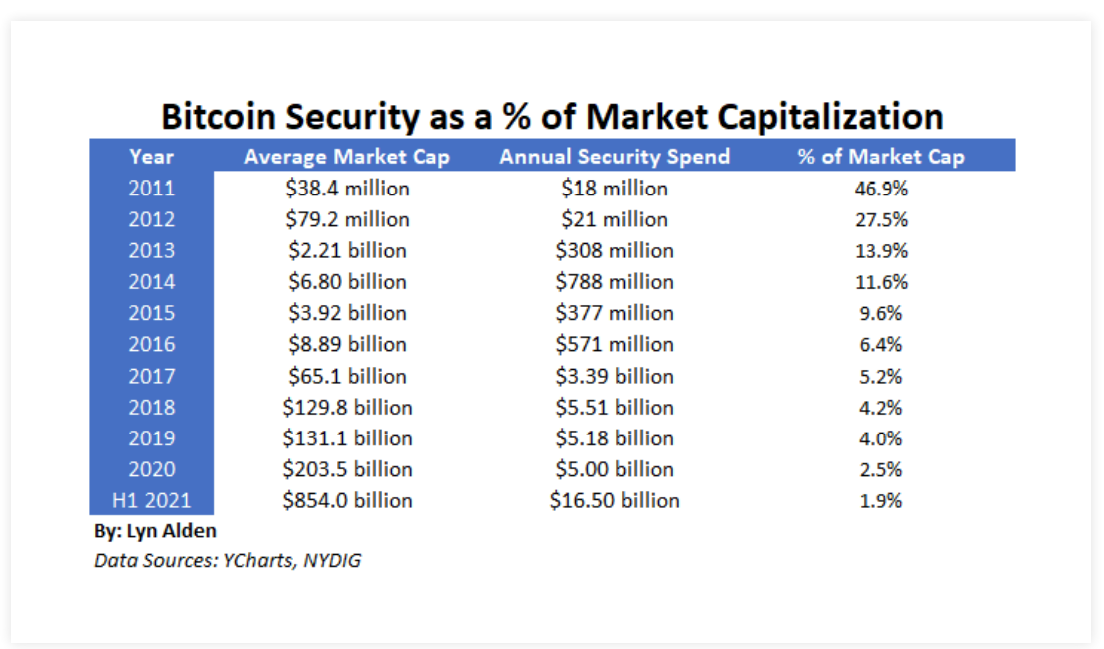 Bitcoin Security as a % of Market Capitalization
Year Average Market Cap Annual Security Spend % of Market Cap
2011 $38.4 million $18 million 46.9%
2012 $79.2 million $21 million 27.5%
2013 $2.21 billion $308 million 13.9%
2014 $6.80 billion $788 million 11.6%
2015 $3.92 billion $377 million 9.6%
2016 $8.89 billion $571 million 6.4%
2017 $65.1 billion $3.39 billion 5.2%
2018 $129.8 billion $5.51 billion 4.2%
2019 $131.1 billion $5.18 billion 4.0%
2020 $203.5 billion $5.00 billion 2.5%
H1 2021 $854.0 billion $16.50 billion 1.9%
By: Lyn Alden
Data Sources: YCharts, NYDIG